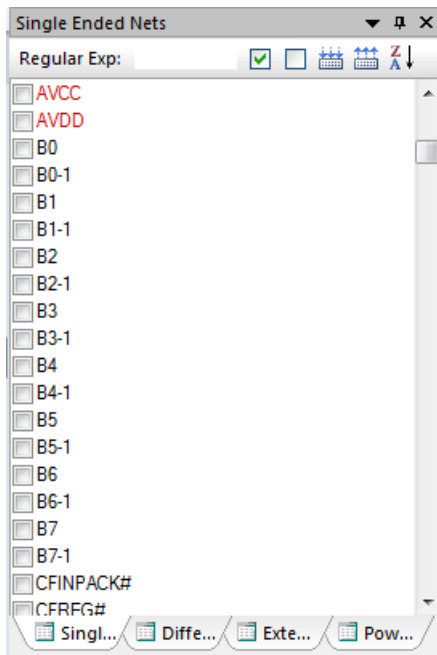 Single Ended Nets
Regular Exp:
Z
A
AVCC
AVDD
B0
B0-1
B1
B1-1
B2
B2-1
B3
B3-1
B4
B4-1
B5
B5-1
B6
B6-1
B7
B7-1
CFINPACK#
CFREG#
Singl... Diffe... Exte... Pow...